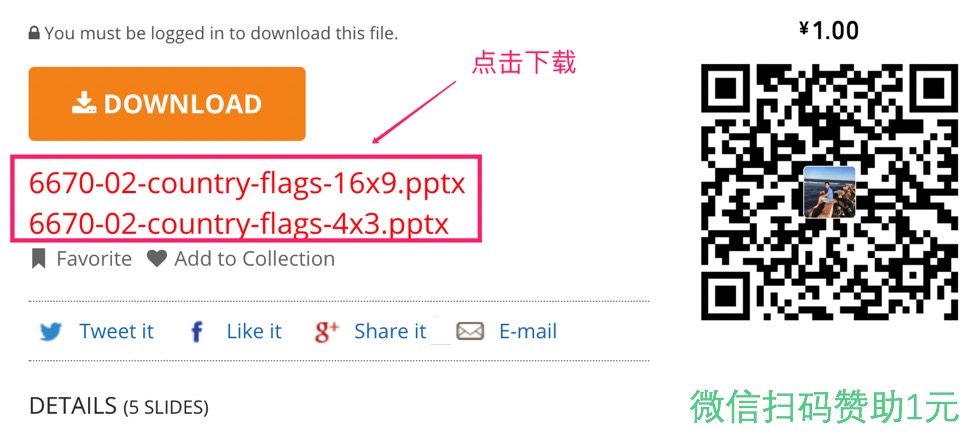 You must be logged in to download this file.
¥1.00
点击下载
DOWNLOAD
6670-02-country-flags-16x9.pptx
6670-02-country-flags-4x3.pptx
Favorite Add to Collection
Tweet it Like it Share it E-mail
DETAILS (5 SLIDES)
微信扫码赞助1元